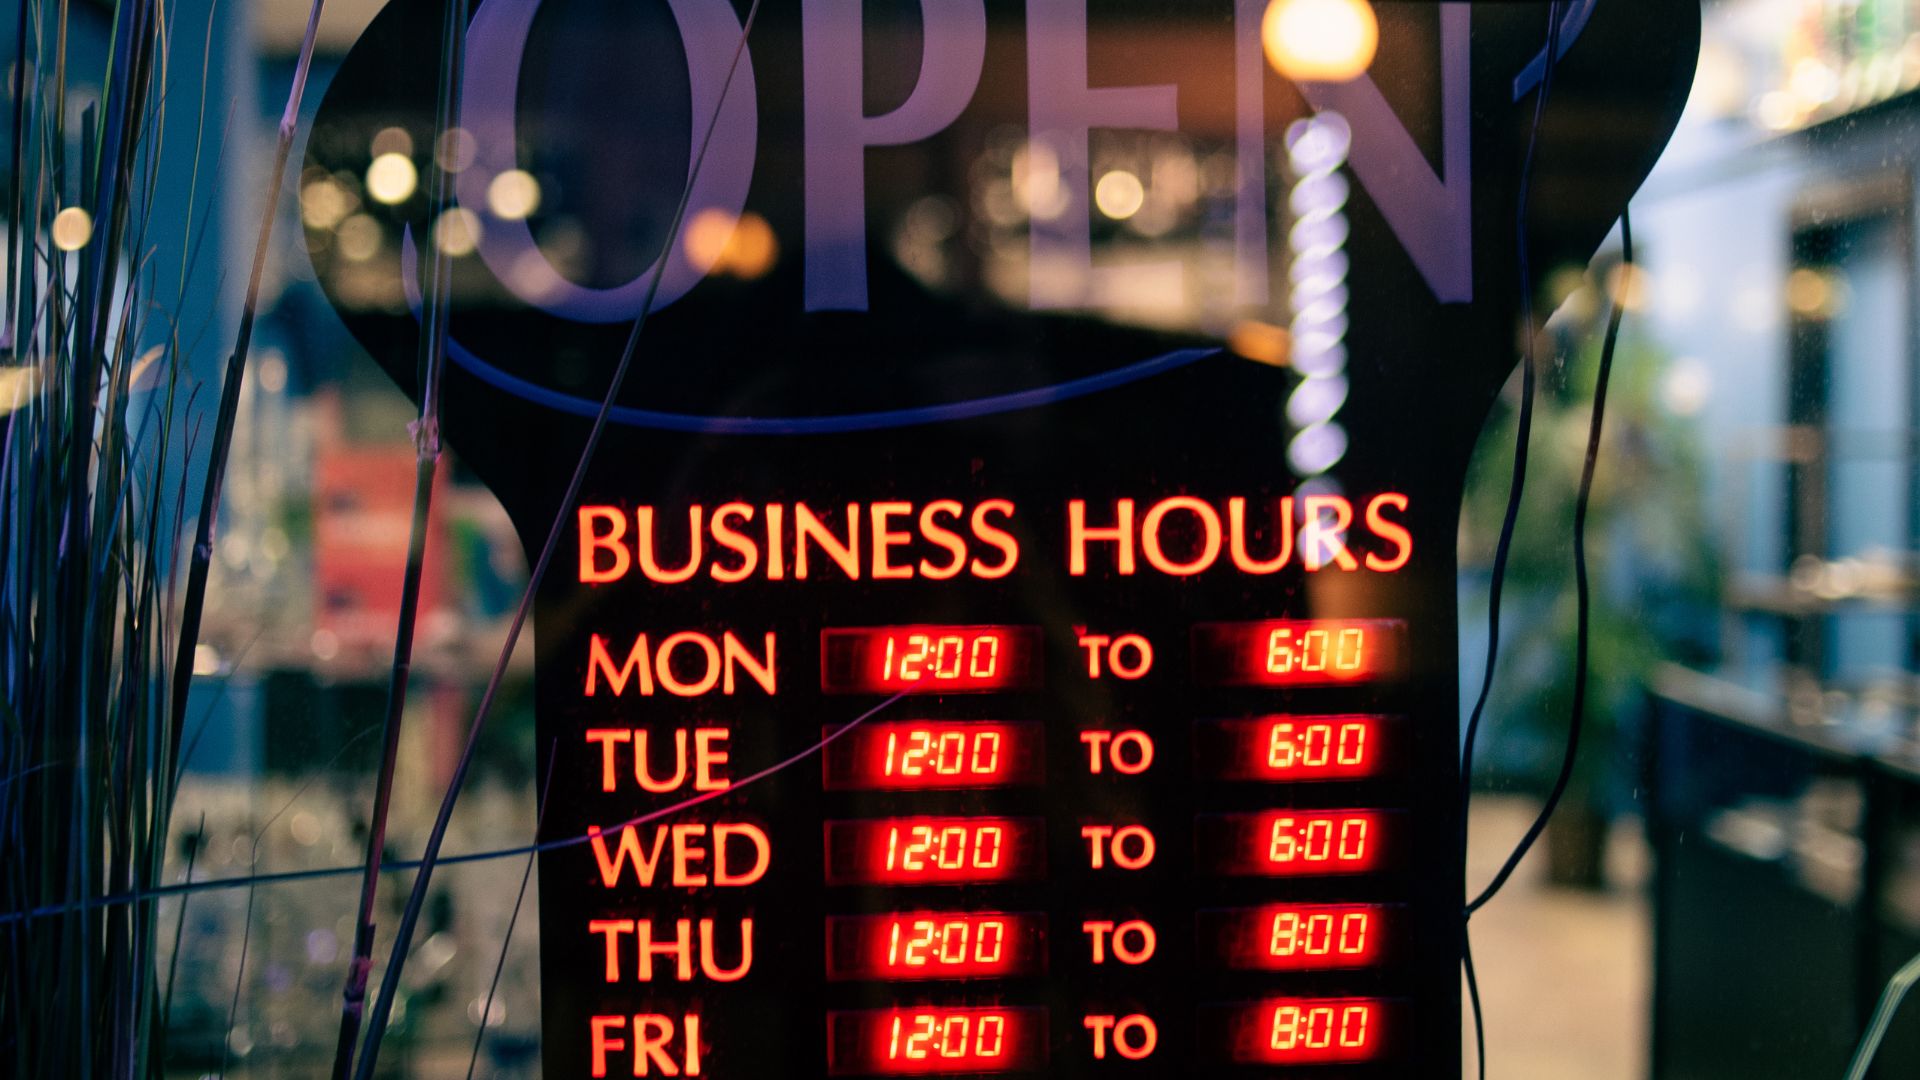 OPEN
BUSINESS HOURS
MON 12:00 TO 6:00
TUE 12:00 TO 6:00
WED 12:00 TO 6:00
THU 12:00 TO 8:00
FRI 12:00 TO 8:00